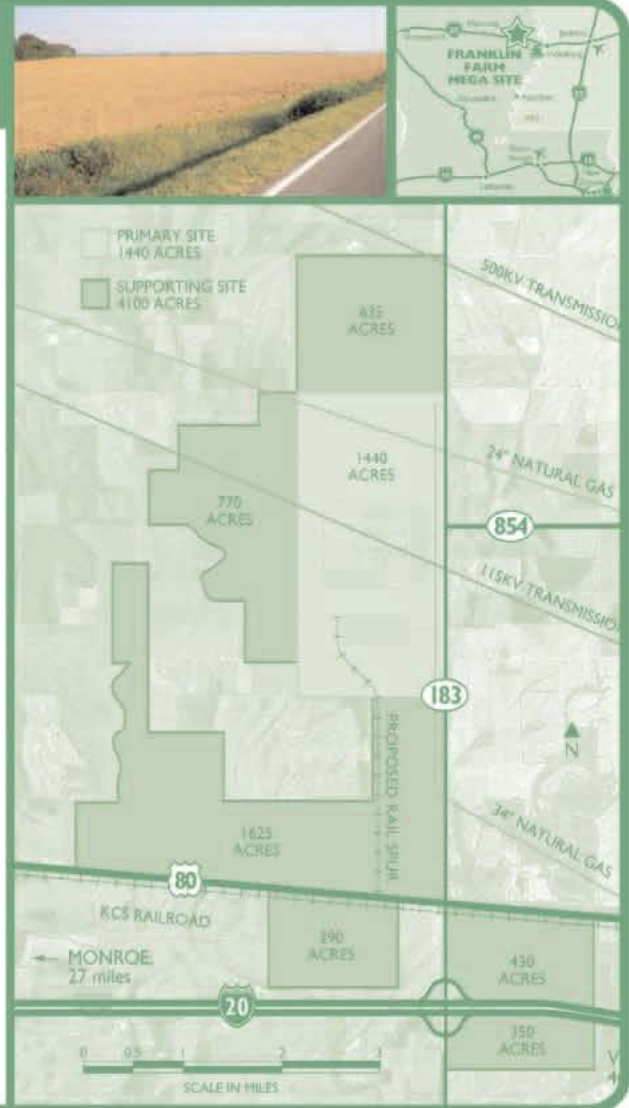 FRANKLIN
FARM
MEGA SITE
PRIMARY SITE
1440 ACRES
SUPPORTING SITE
4100 ACRES
635
ACRES
500KV TRANSMISSIO
1440
ACRES
24" NATURAL GAS
770
ACRES
854
115KV TRANSMISSIO
183
N
PROPOSED RAIL SPUR
34" NATURAL GAS
1625
ACRES
80
KCS RAILROAD
390
ACRES
430
ACRES
MONROE
27 miles
20
350
ACRES
0 0.5 1 2 3
SCALE IN MILES
V